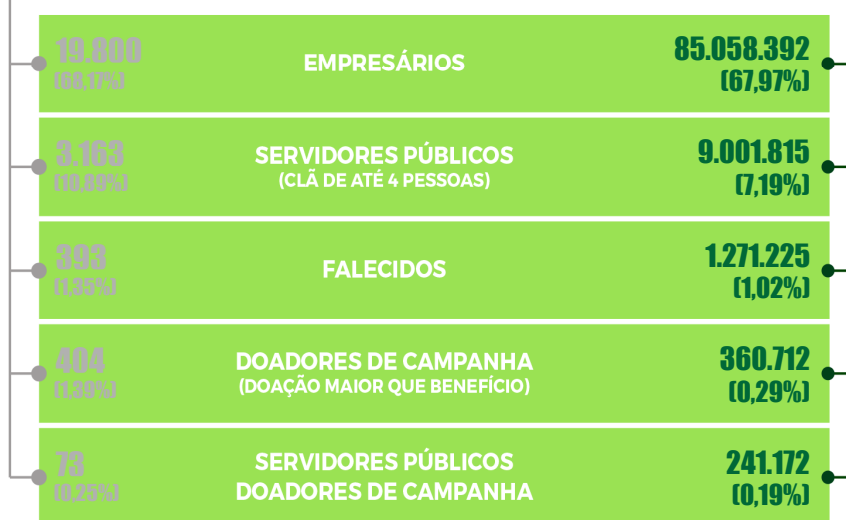 19.800
(68,17%)
EMPRESÁRIOS
85.058.392
(67,97%)
3.163
(10,89%)
SERVIDORES PÚBLICOS
(CLÃ DE ATÉ 4 PESSOAS)
9.001.815
(7,19%)
393
(1,35%)
FALECIDOS
1.271.225
(1,02%)
404
(1,39%)
DOADORES DE CAMPANHA
(DOAÇÃO MAIOR QUE BENEFÍCIO)
360.712
(0,29%)
73
(0,25%)
SERVIDORES PÚBLICOS
DOADORES DE CAMPANHA
241.172
(0,19%)